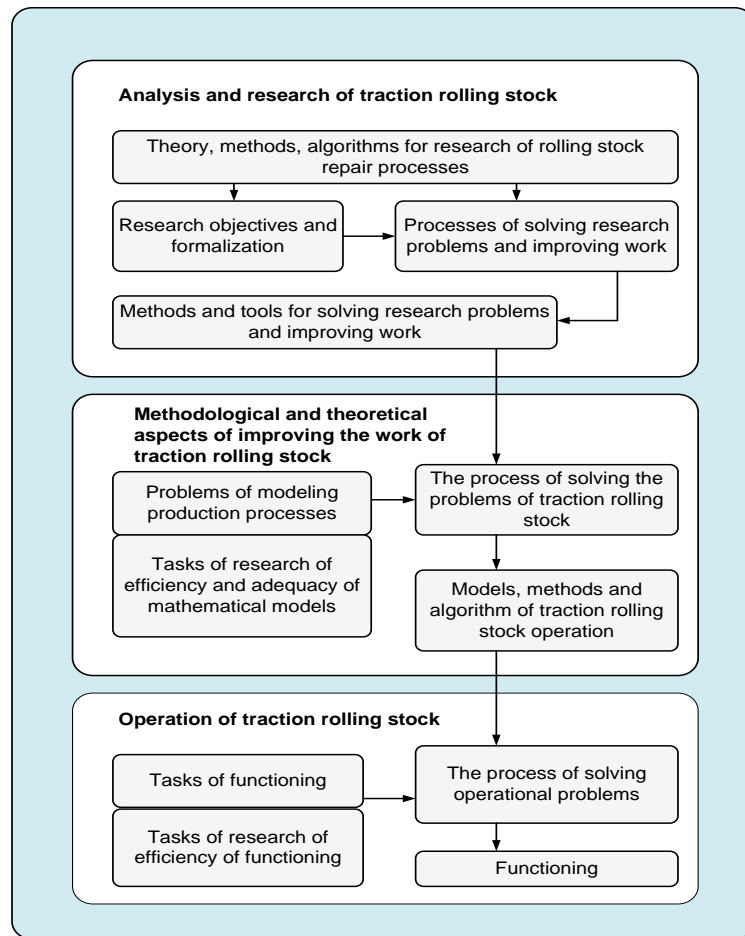 Analysis and research of traction rolling stock
Theory, methods, algorithms for research of rolling stock
repair processes
Research objectives and
formalization
Processes of solving research
problems and improving work
Methods and tools for solving research problems
and improving work
Methodological and theoretical
aspects of improving the work of
traction rolling stock
Problems of modeling
production processes
The process of solving the
problems of traction rolling
stock
Tasks of research of
efficiency and adequacy of
mathematical models
Models, methods and
algorithm of traction rolling
stock operation
Operation of traction rolling stock
Tasks of functioning
The process of solving
operational problems
Tasks of research of
efficiency of functioning
Functioning